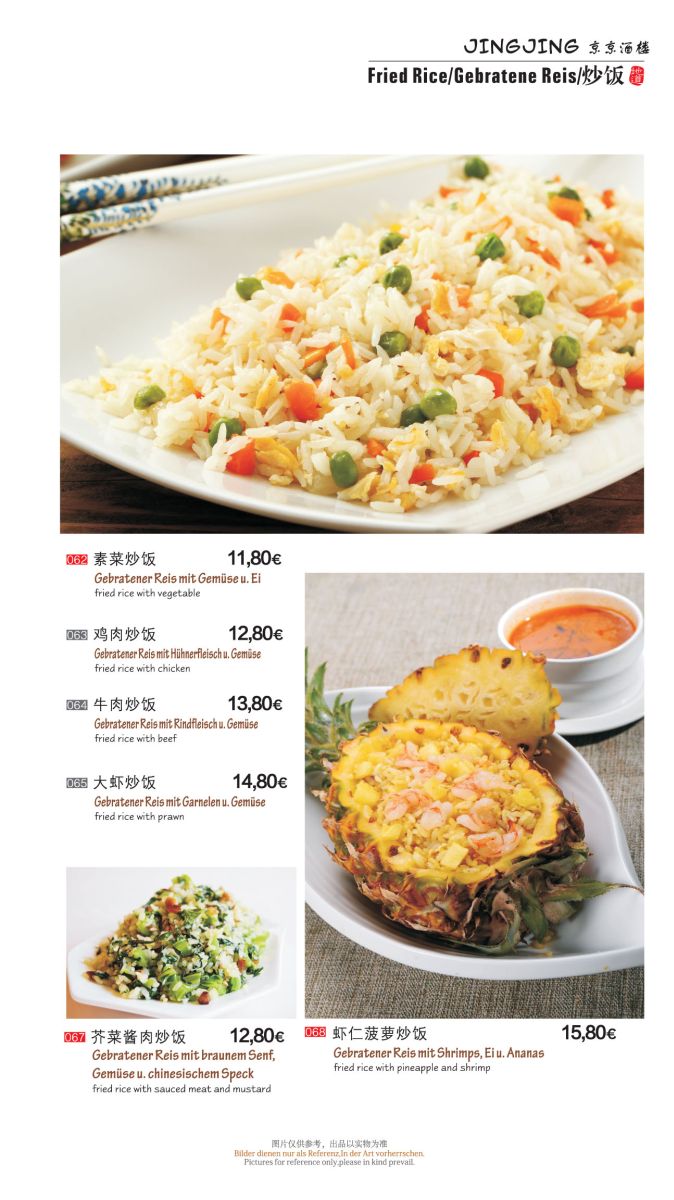 JINGJING 京京酒楼
Fried Rice/Gebratene Reis/炒饭 地道
062 素菜炒饭 11,80€
Gebratener Reis mit Gemüse u. Ei
fried rice with vegetable
063 鸡肉炒饭 12,80€
Gebratener Reis mit Hühnerfleisch u. Gemüse
fried rice with chicken
064 牛肉炒饭 13,80€
Gebratener Reis mit Rindfleisch u. Gemüse
fried rice with beef
065 大虾炒饭 14,80€
Gebratener Reis mit Garnelen u. Gemüse
fried rice with prawn
067 芥菜酱肉炒饭 12,80€
Gebratener Reis mit braunem Senf,
Gemüse u. chinesischem Speck
fried rice with sauced meat and mustard
068 虾仁菠萝炒饭 15,80€
Gebratener Reis mit Shrimps, Ei u. Ananas
fried rice with pineapple and shrimp
图片仅供参考，出品以实物为准
Bilder dienen nur als Referenz,In der Art vorherrschen.
Pictures for reference only,please in kind prevail.